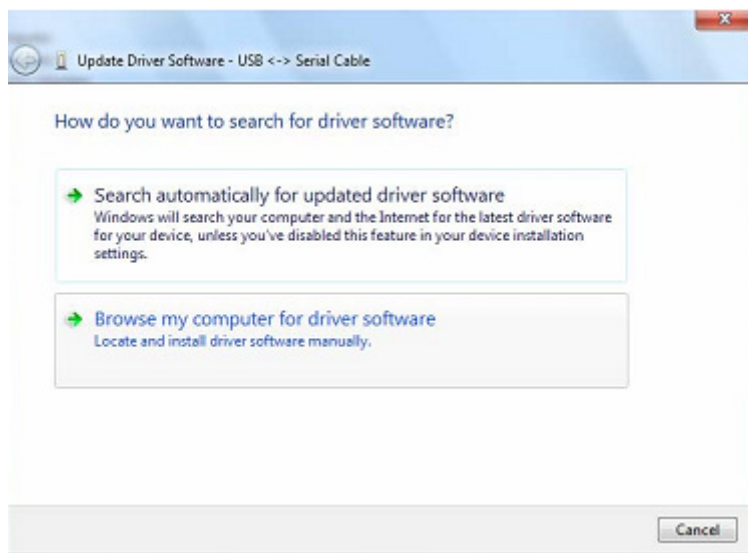 Update Driver Software - USB <-> Serial Cable
How do you want to search for driver software?
Search automatically for updated driver software
Windows will search your computer and the Internet for the latest driver software
for your device, unless you've disabled this feature in your device installation
settings.
Browse my computer for driver software
Locate and install driver software manually.
Cancel